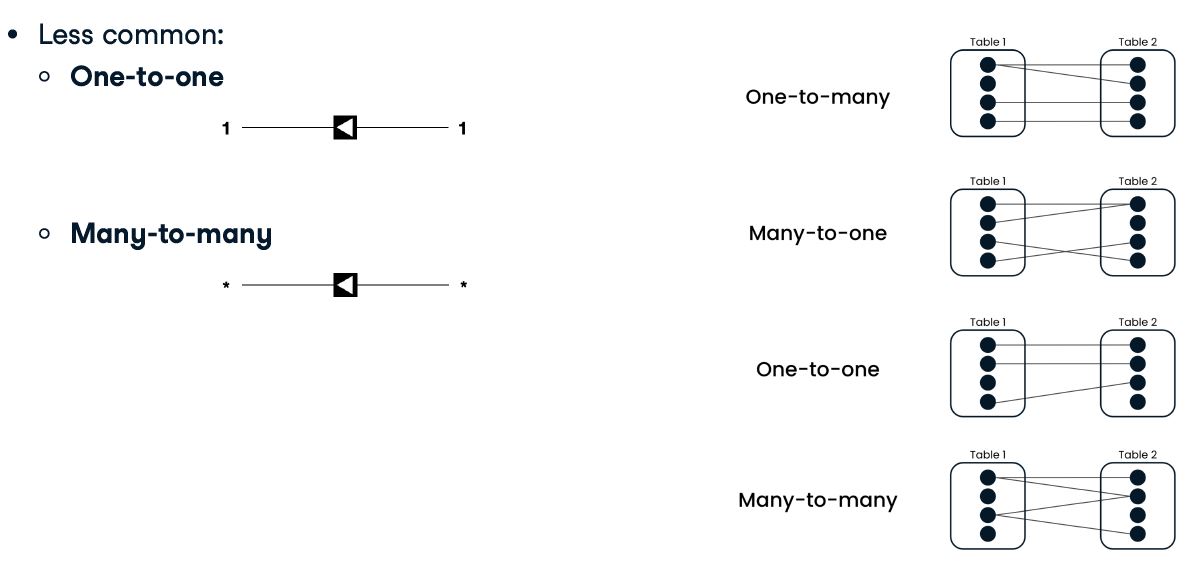 Less common:
One-to-one
1 1
Many-to-many
* *
Table 1 Table 2
One-to-many
Table 1 Table 2
Many-to-one
Table 1 Table 2
One-to-one
Table 1 Table 2
Many-to-many